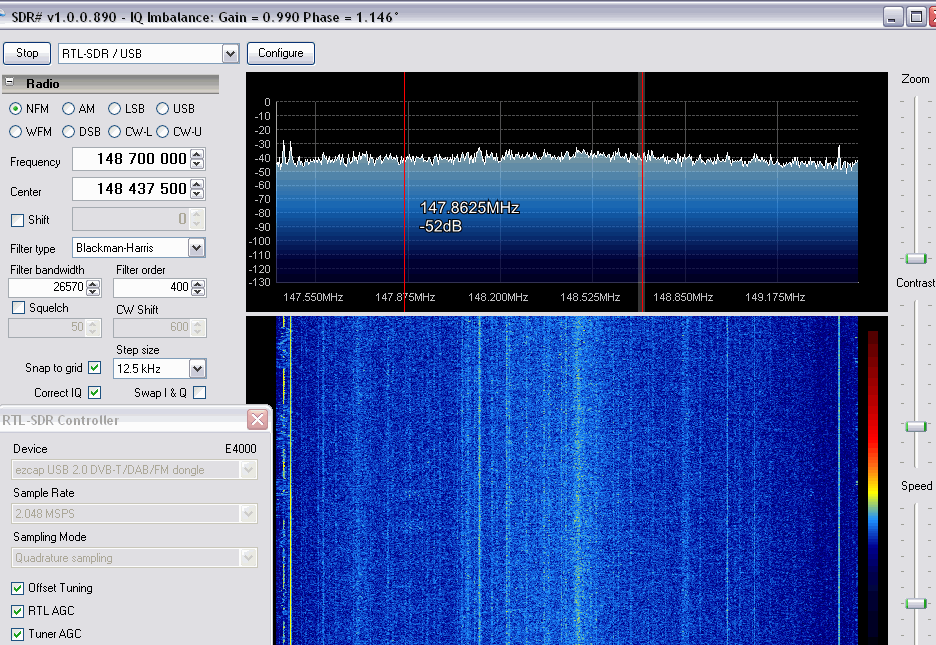 SDR# v1.0.0.890 - IQ Imbalance: Gain = 0.990 Phase = 1.146°
Stop RTL-SDR / USB Configure
Radio
NFM AM LSB USB
WFM DSB CW-L CW-U
Frequency 148 700 000
Center 148 437 500
Shift 0
Filter type Blackman-Harris
Filter bandwidth Filter order
26570 400
Squelch CW Shift
50 600
Step size
Snap to grid 12.5 kHz
Correct IQ Swap I & Q
RTL-SDR Controller
Device E4000
ezcap USB 2.0 DVB-T/DAB/FM dongle
Sample Rate
2.048 MSPS
Sampling Mode
Quadrature sampling
Offset Tuning
RTL AGC
Tuner AGC
0
-10
-20
-30
-40
-50
-60
-70
-80
-90
-100
-110
-120
-130
147.8625MHz
-52dB
147.550MHz 147.875MHz 148.200MHz 148.525MHz 148.850MHz 149.175MHz
Zoom
Contrast
Speed